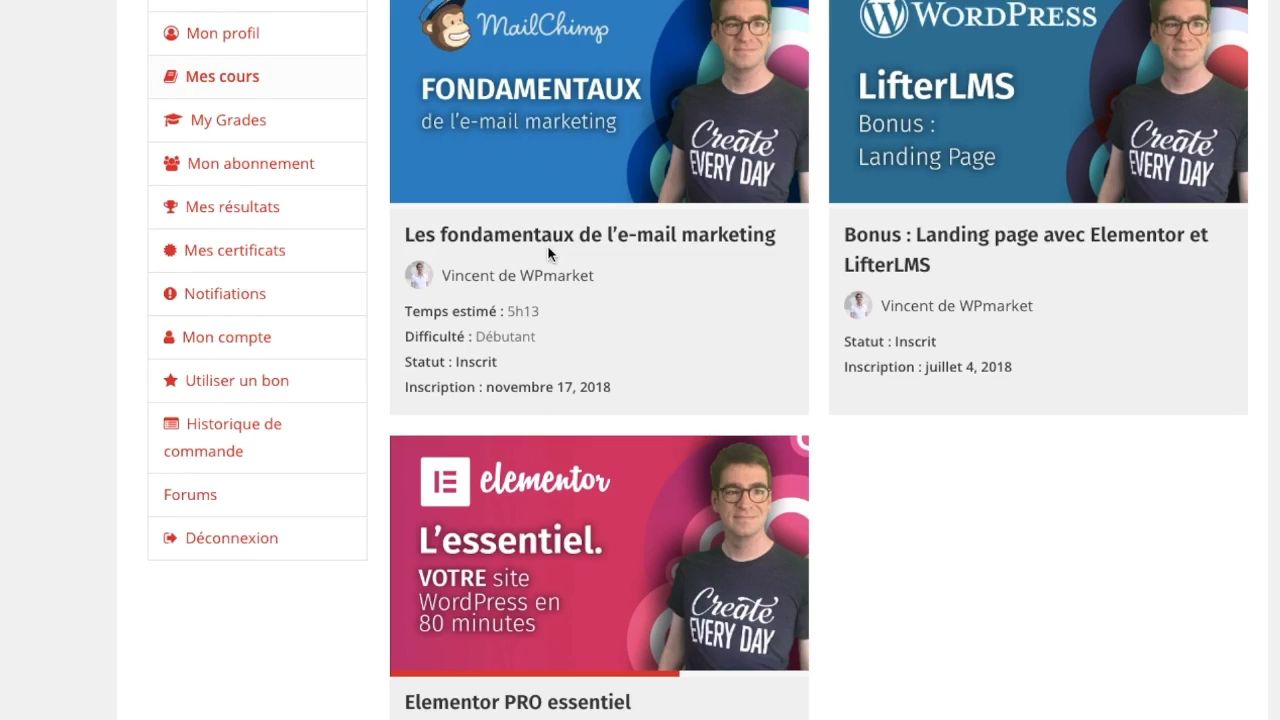 Mon profil
Mes cours
My Grades
Mon abonnement
Mes résultats
Mes certificats
Notifiations
Mon compte
Utiliser un bon
Historique de
commande
Forums
Déconnexion
MailChimp
FONDAMENTAUX
de l'e-mail marketing
Create
EVERY DAY
Les fondamentaux de l'e-mail marketing
Vincent de WPmarket
Temps estimé : 5h13
Difficulté : Débutant
Statut : Inscrit
Inscription : novembre 17, 2018
WORDPRESS
LifterLMS
Bonus :
Landing Page
Create
EVERY DAY
Bonus : Landing page avec Elementor et
LifterLMS
Vincent de WPmarket
Statut : Inscrit
Inscription : juillet 4, 2018
elementor
L'essentiel.
VOTRE site
WordPress en
80 minutes
Create
EVERY DAY
Elementor PRO essentiel